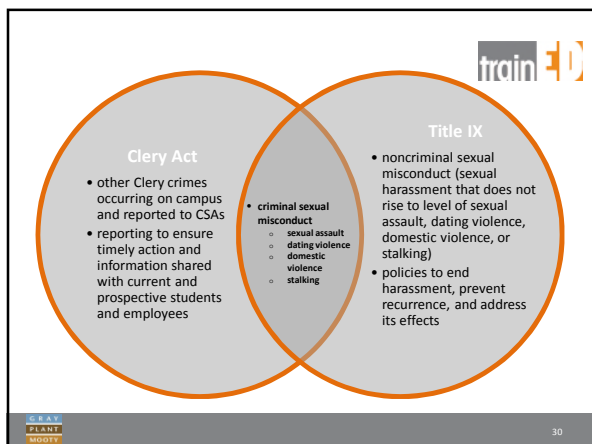 trainED
Clery Act
• other Clery crimes
occurring on campus
and reported to CSAs
• reporting to ensure
timely action and
information shared
with current and
prospective students
and employees
• criminal sexual
misconduct
o sexual assault
o dating violence
o domestic
violence
o stalking
Title IX
• noncriminal sexual
misconduct (sexual
harassment that does not
rise to level of sexual
assault, dating violence,
domestic violence, or
stalking)
• policies to end
harassment, prevent
recurrence, and address
its effects
GRAY
PLANT
MOOTY
30